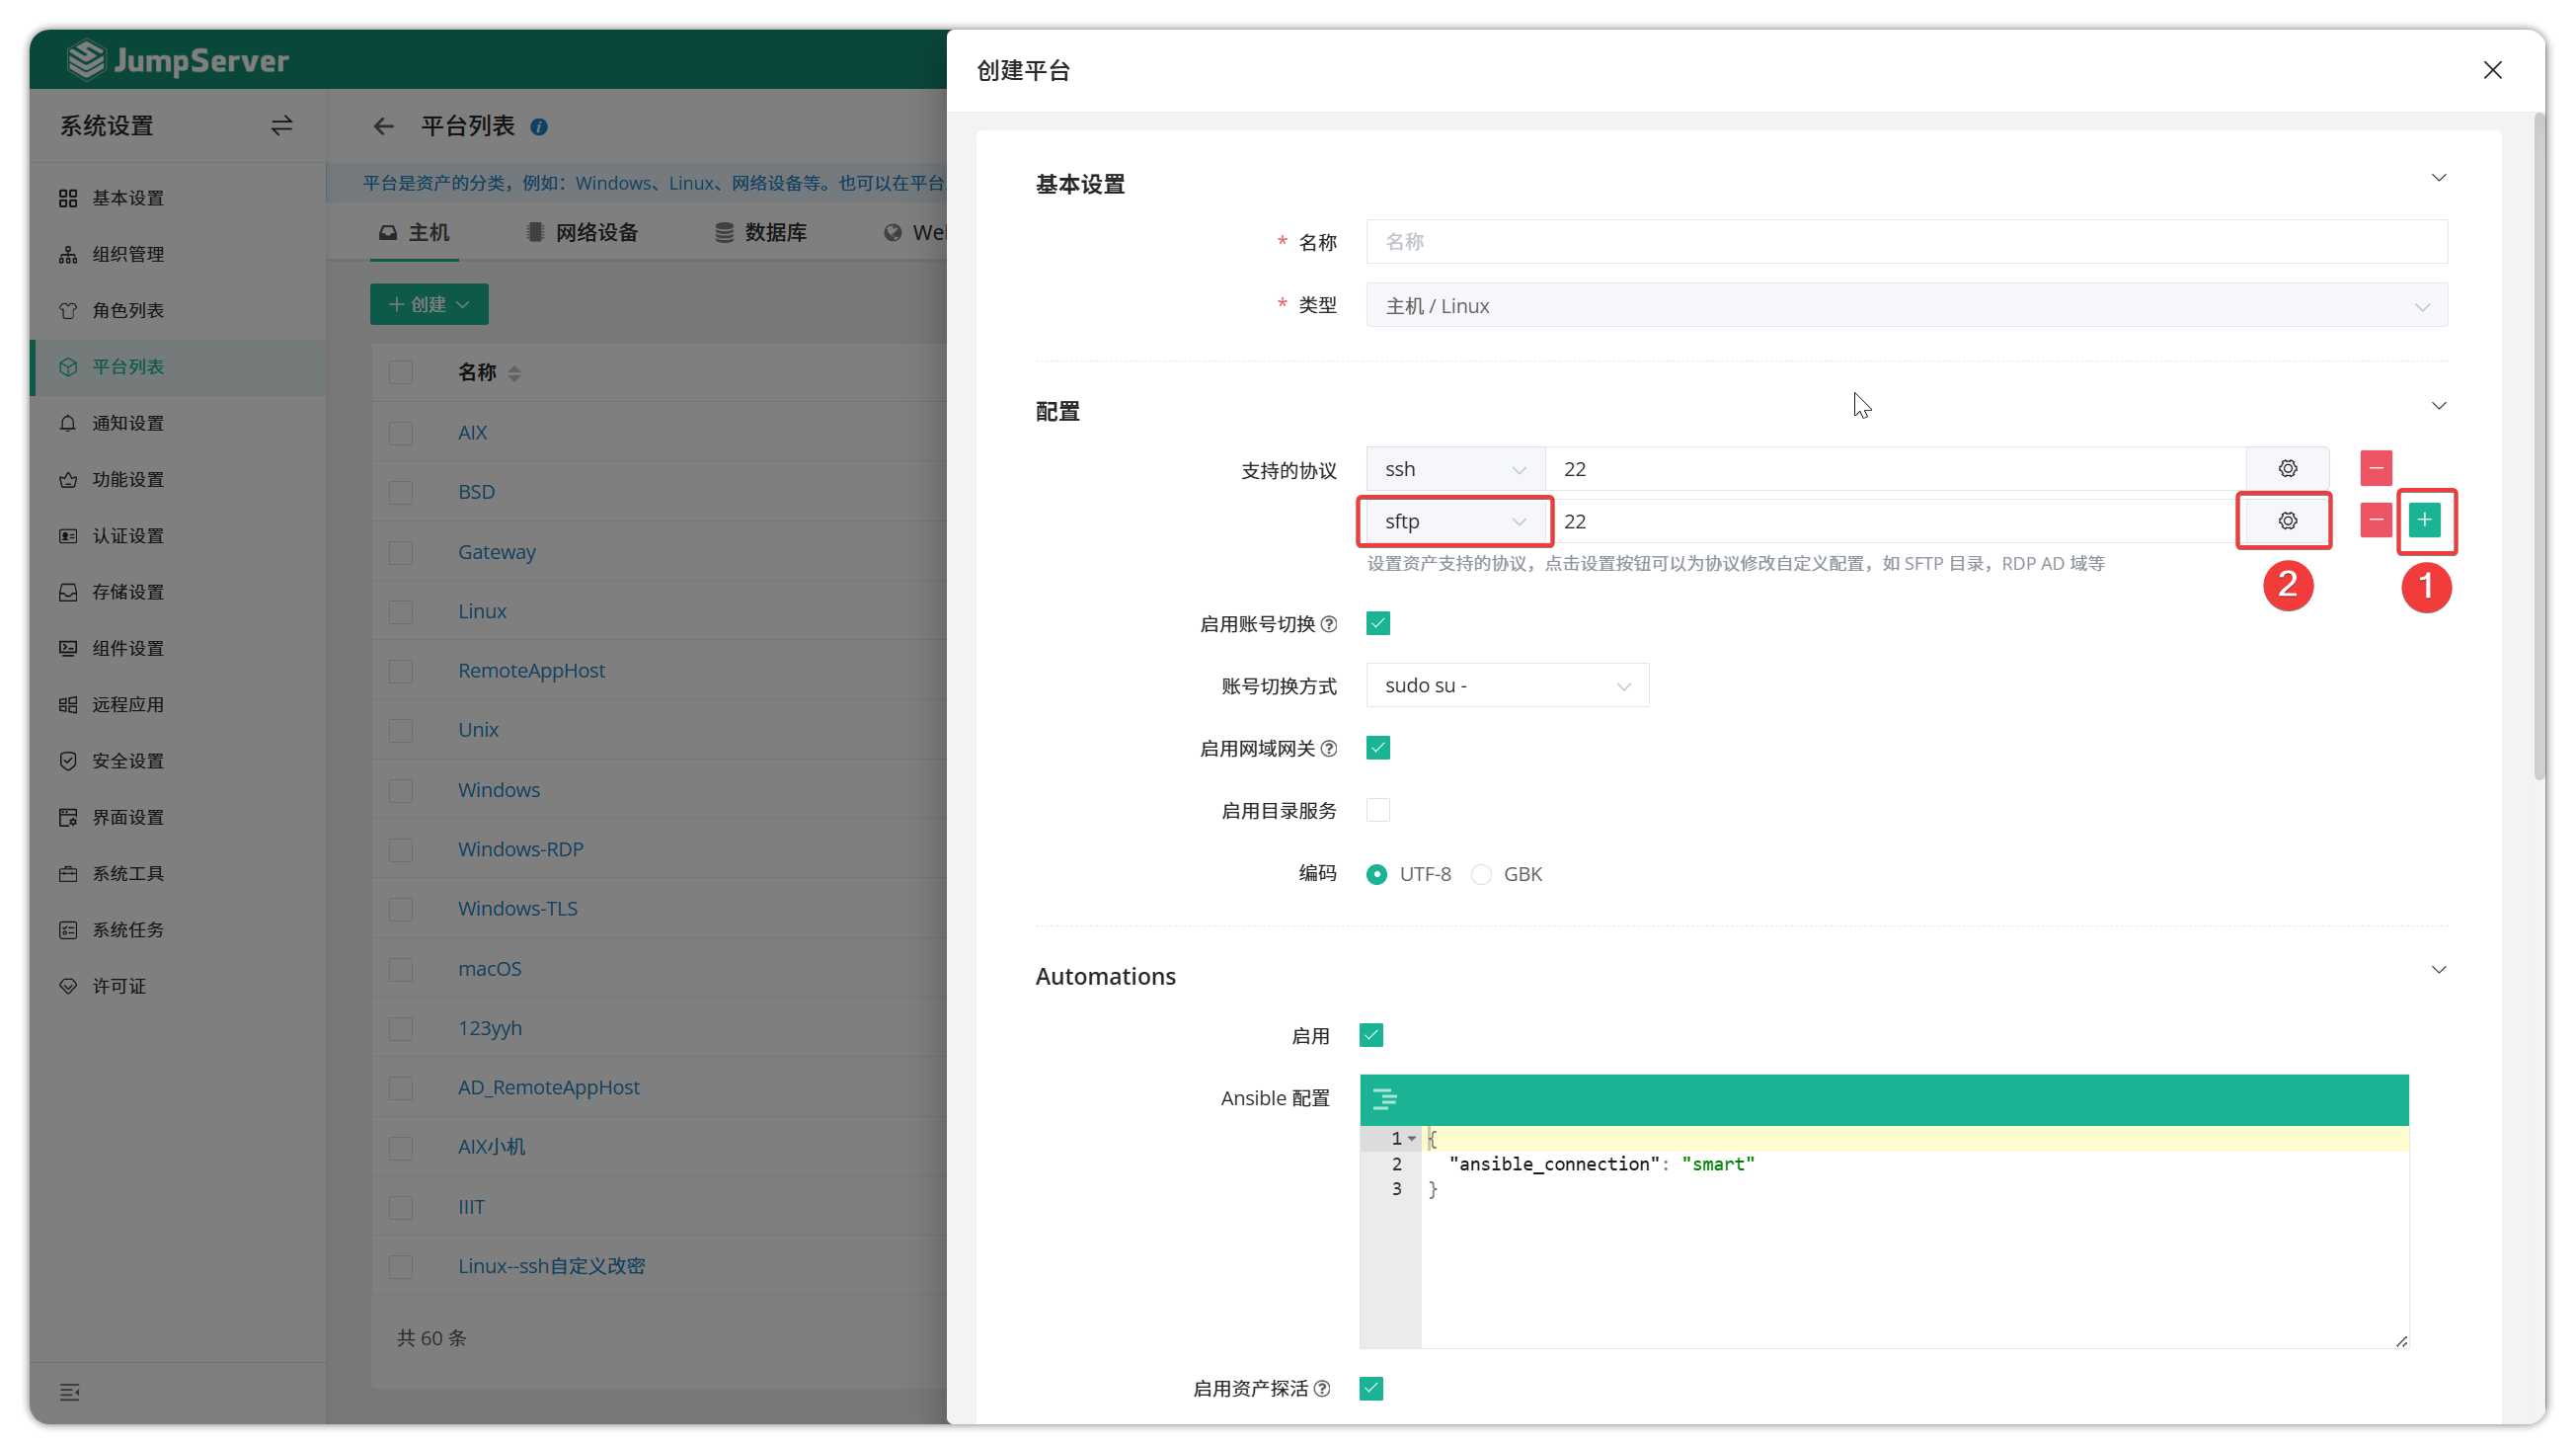 JumpServer
系统设置
基本设置
组织管理
角色列表
平台列表
通知设置
功能设置
认证设置
存储设置
组件设置
远程应用
安全设置
界面设置
系统工具
系统任务
许可证
平台列表
平台是资产的分类，例如：Windows、Linux、网络设备等。也可以在平台
主机 网络设备 数据库 We
创建
名称
AIX
BSD
Gateway
Linux
RemoteAppHost
Unix
Windows
Windows-RDP
Windows-TLS
macOS
123yyh
AD_RemoteAppHost
AIX小机
IIIT
Linux--ssh自定义改密
共 60 条
创建平台
基本设置
* 名称 名称
* 类型 主机 / Linux
配置
支持的协议 ssh 22
sftp 22
设置资产支持的协议，点击设置按钮可以为协议修改自定义配置，如 SFTP 目录，RDP AD 域等
2 1
启用账号切换
账号切换方式 sudo su -
启用网域网关
启用目录服务
编码 UTF-8 GBK
Automations
启用
Ansible 配置
1 {
2 "ansible_connection": "smart"
3 }
启用资产探活